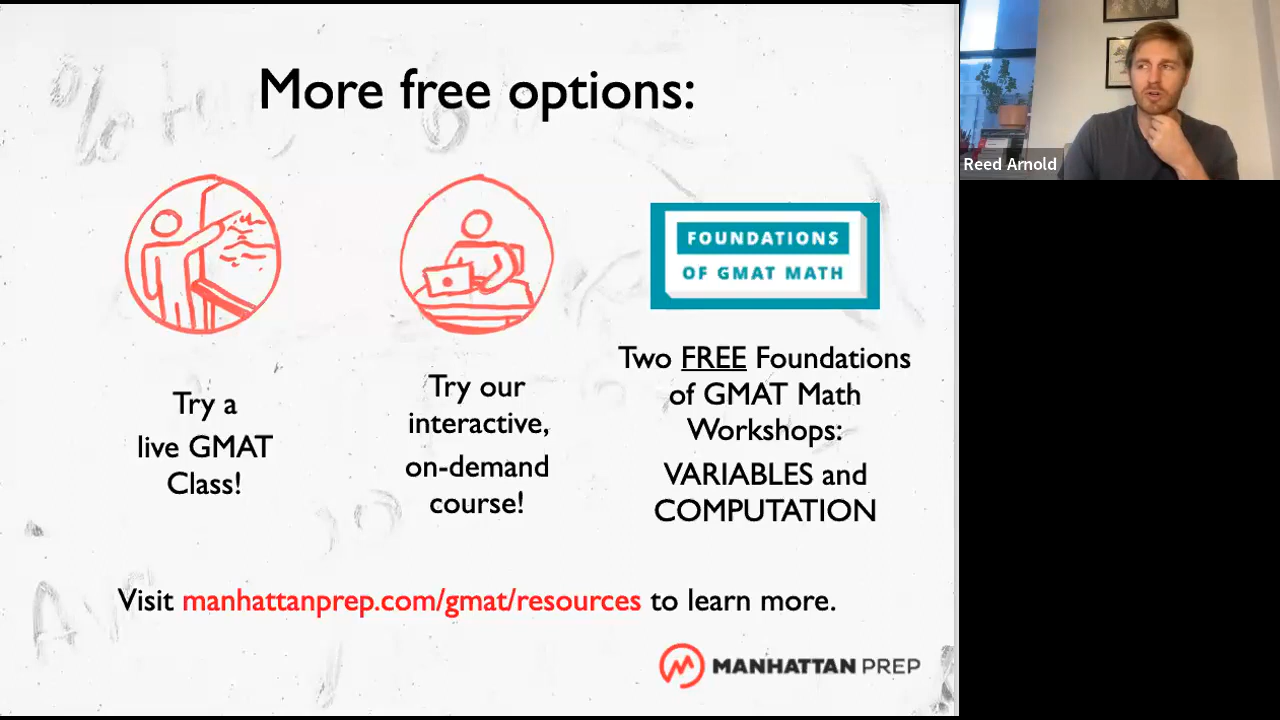 More free options:
Reed Arnold
FOUNDATIONS
OF GMAT MATH
Try a
live GMAT
Class!
Try our
interactive,
on-demand
course!
Two FREE Foundations
of GMAT Math
Workshops:
VARIABLES and
COMPUTATION
Visit manhattanprep.com/gmat/resources to learn more.
MANHATTAN PREP